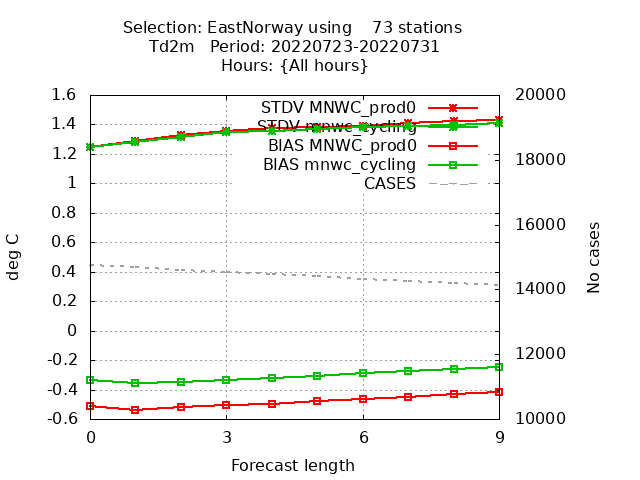 Selection: EastNorway using    73 stations
Td2m   Period: 20220723-20220731
Hours: {All hours}
1.6
1.4
1.2
1
0.8
0.6
0.4
0.2
0
-0.2
-0.4
-0.6
deg C
STDV MNWC_prod0
STDV mnwc_cycling
BIAS MNWC_prod0
BIAS mnwc_cycling
CASES
20000
18000
16000
14000
12000
10000
No cases
0
3
6
9
Forecast length